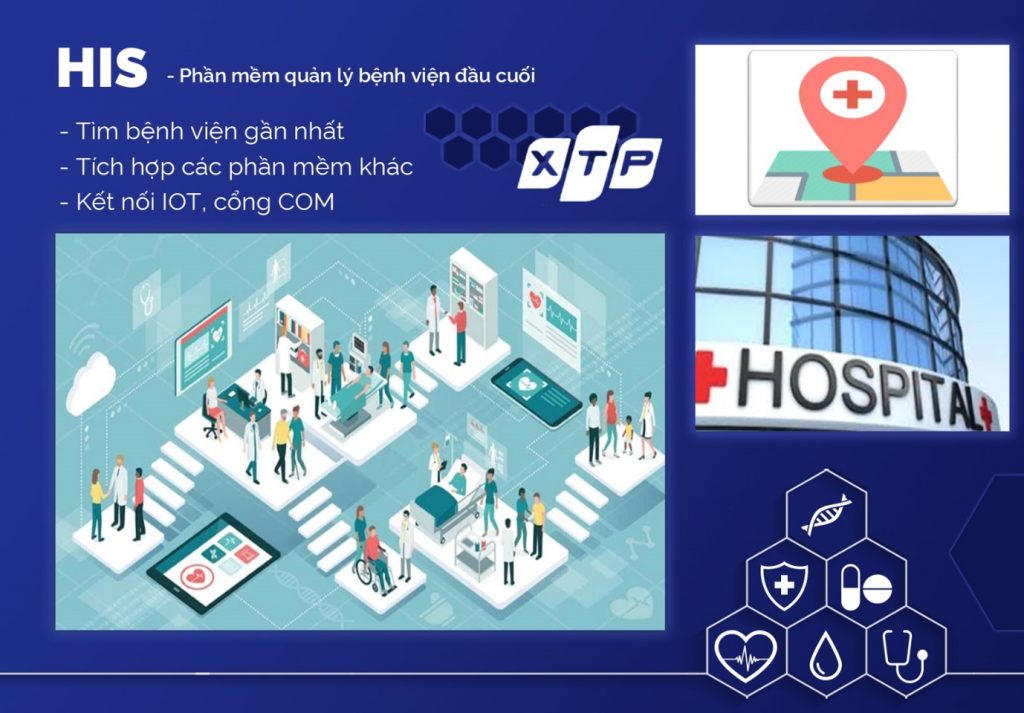 HIS - Phần mềm quản lý bệnh viện đầu cuối
- Tìm bệnh viện gần nhất
- Tích hợp các phần mềm khác
- Kết nối IOT, cổng COM
XTP
HOSPITAL